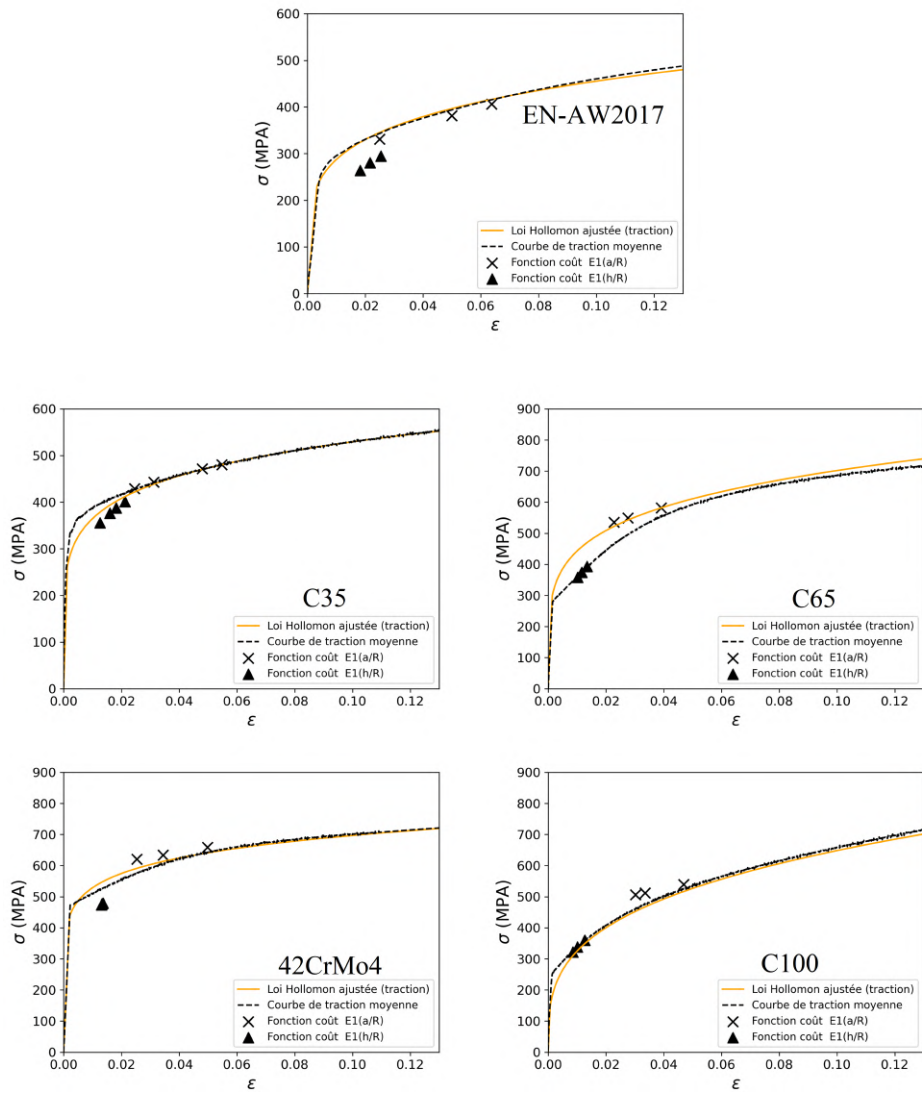 600
500
400
300
200
100
0
σ (MPA)
EN-AW2017
Loi Hollomon ajustée (traction)
Courbe de traction moyenne
Fonction coût E1(a/R)
Fonction coût E1(h/R)
0.00 0.02 0.04 0.06 0.08 0.10 0.12
ε
600
500
400
300
200
100
0
σ (MPA)
C35
Loi Hollomon ajustée (traction)
Courbe de traction moyenne
Fonction coût E1(a/R)
Fonction coût E1(h/R)
0.00 0.02 0.04 0.06 0.08 0.10 0.12
ε
900
800
700
600
500
400
300
200
100
0
σ (MPA)
C65
Loi Hollomon ajustée (traction)
Courbe de traction moyenne
Fonction coût E1(a/R)
Fonction coût E1(h/R)
0.00 0.02 0.04 0.06 0.08 0.10 0.12
ε
900
800
700
600
500
400
300
200
100
0
σ (MPA)
42CrMo4
Loi Hollomon ajustée (traction)
Courbe de traction moyenne
Fonction coût E1(a/R)
Fonction coût E1(h/R)
0.00 0.02 0.04 0.06 0.08 0.10 0.12
ε
900
800
700
600
500
400
300
200
100
0
σ (MPA)
C100
Loi Hollomon ajustée (traction)
Courbe de traction moyenne
Fonction coût E1(a/R)
Fonction coût E1(h/R)
0.00 0.02 0.04 0.06 0.08 0.10 0.12
ε